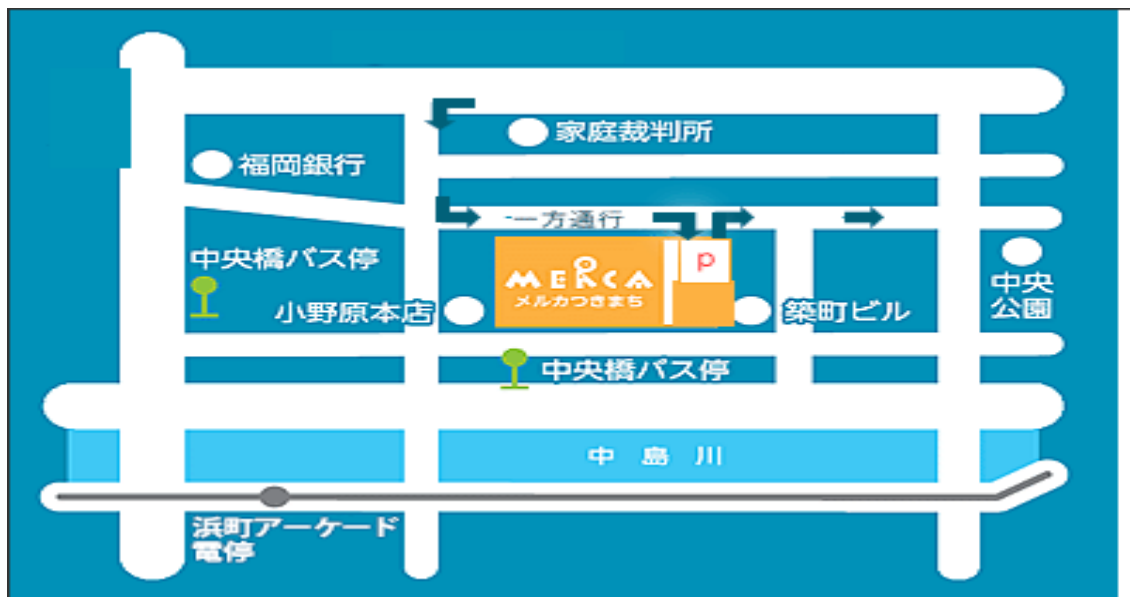 家庭裁判所
福岡銀行
一方通行
中央橋バス停
MERCA
メルカつきまち
P
中央
公園
小野原本店
築町ビル
中央橋バス停
中島川
浜町アーケード
電停